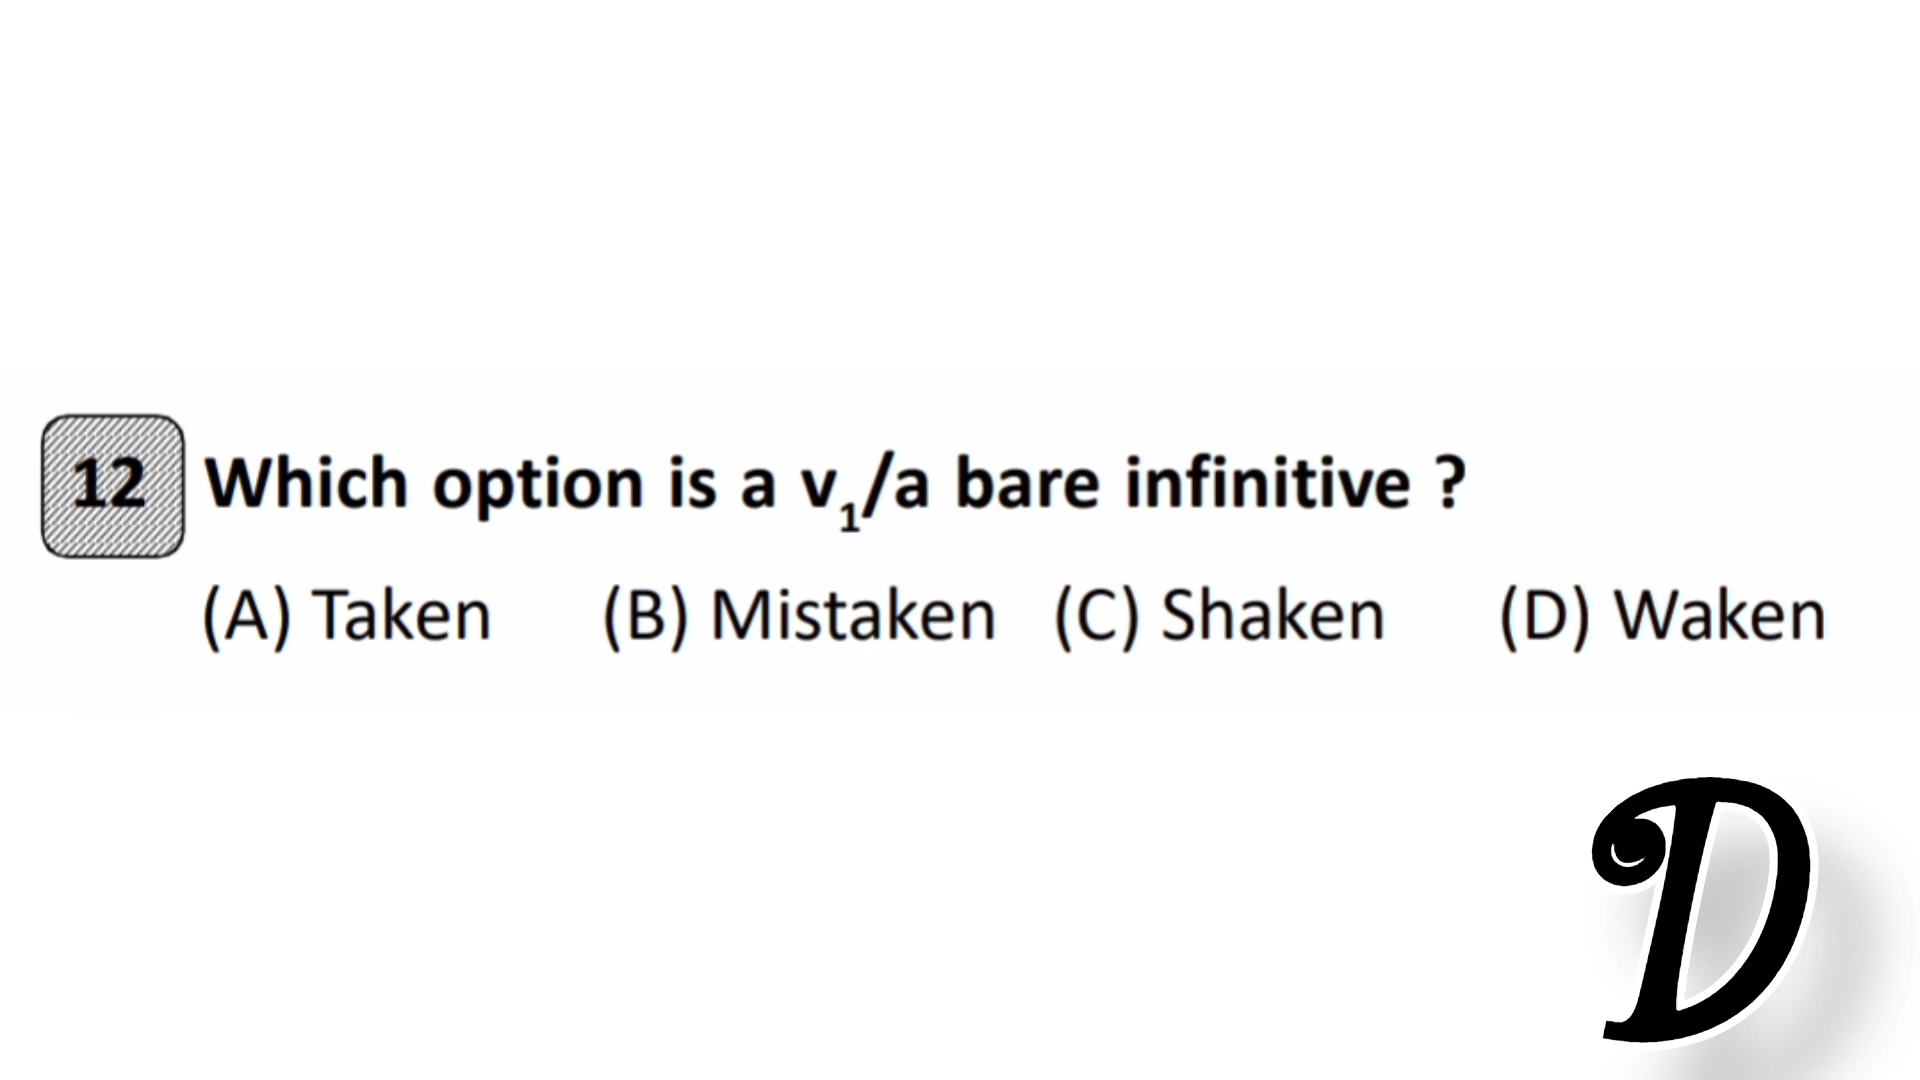 12 Which option is a v₁/a bare infinitive ?
(A) Taken (B) Mistaken (C) Shaken (D) Waken
D